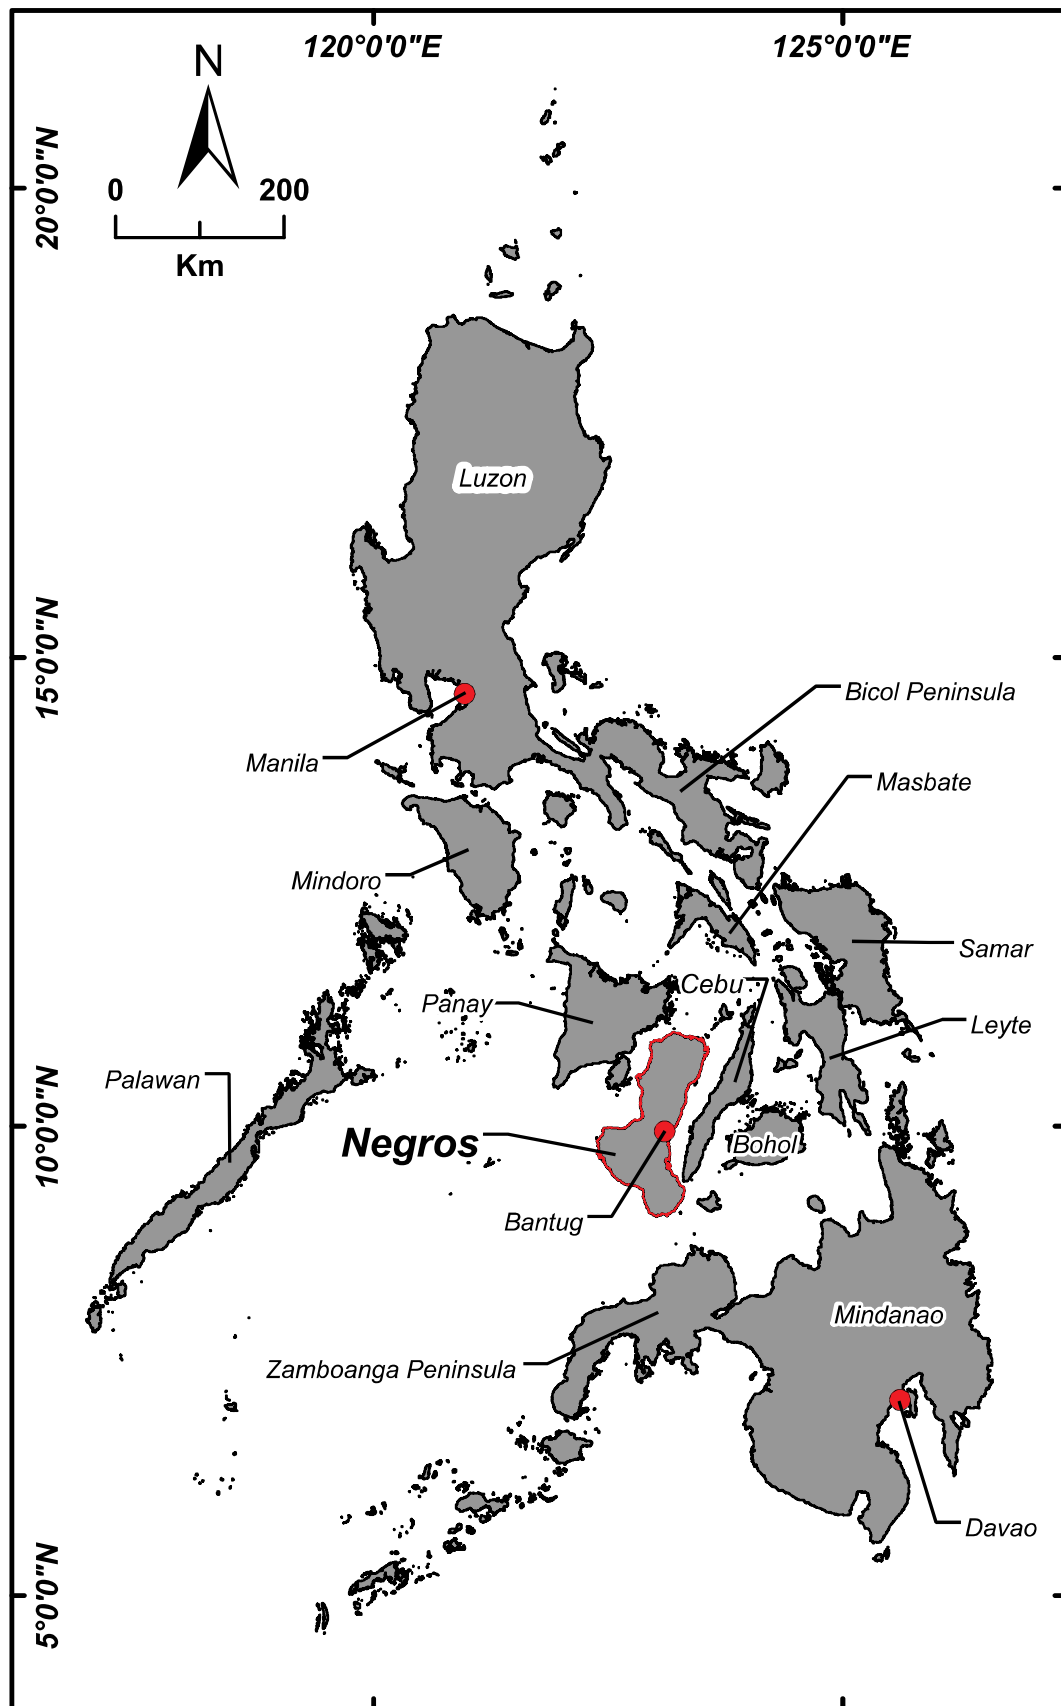 120°0'0"E
125°0'0"E
N
20°0'0"N
0
200
Km
Luzon
15°0'0"N
Bicol Peninsula
Manila
Masbate
Mindoro
Samar
Cebu
Panay
Leyte
Palawan
10°0'0"N
Negros
Bohol
Bantug
Mindanao
Zamboanga Peninsula
Davao
5°0'0"N